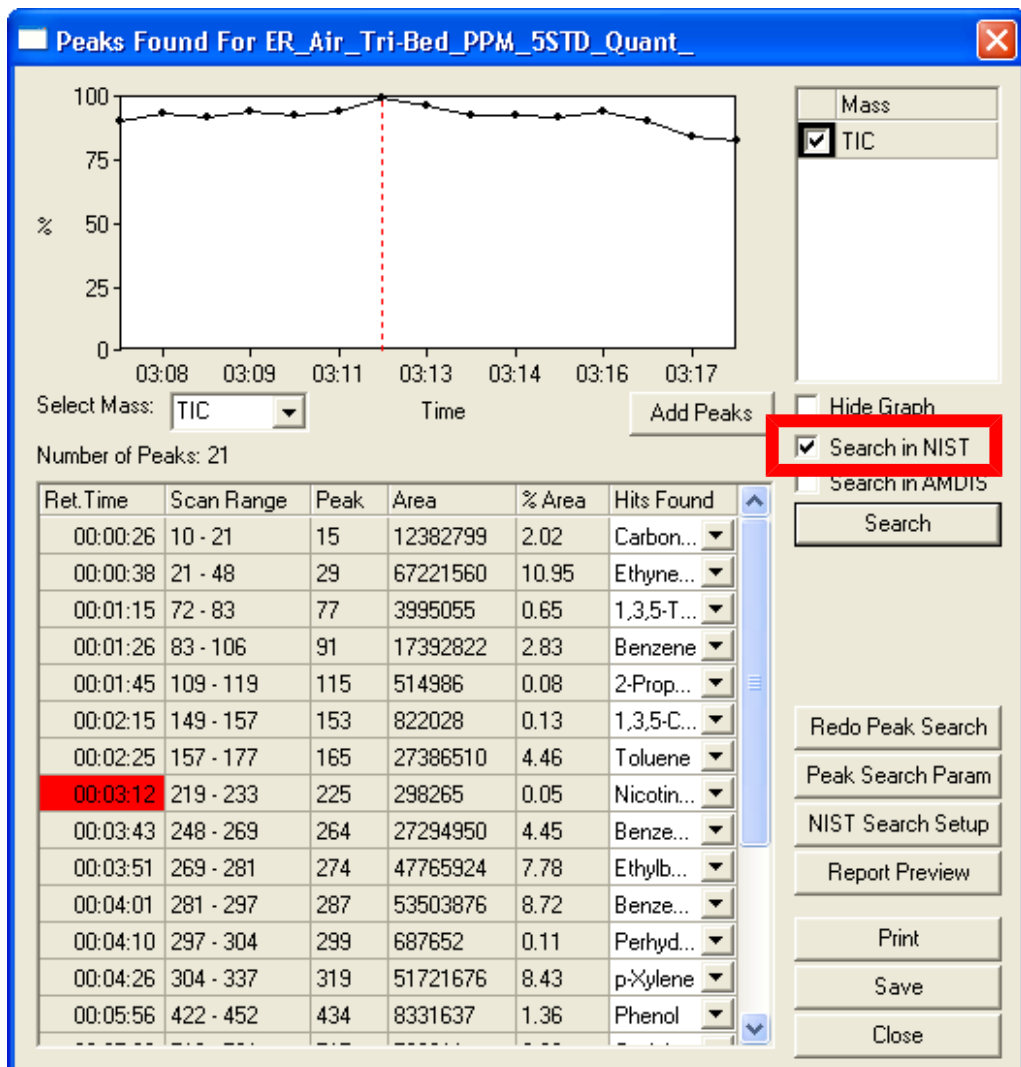 Peaks Found For ER_Air_Tri-Bed_PPM_5STD_Quant_
100
75
% 50
25
0
03:08 03:09 03:11 03:13 03:14 03:16 03:17
Time
Mass
TIC
Select Mass: TIC
Add Peaks
Hide Graph
Search in NIST
Search in AMDIS
Search
Number of Peaks: 21
Ret.Time Scan Range Peak Area % Area Hits Found
00:00:26 10 - 21 15 12382799 2.02 Carbon...
00:00:38 21 - 48 29 67221560 10.95 Ethyne...
00:01:15 72 - 83 77 3995055 0.65 1,3,5-T...
00:01:26 83 - 106 91 17392822 2.83 Benzene
00:01:45 109 - 119 115 514986 0.08 2-Prop...
00:02:15 149 - 157 153 822028 0.13 1,3,5-C...
00:02:25 157 - 177 165 27386510 4.46 Toluene
00:03:12 219 - 233 225 298265 0.05 Nicotin...
00:03:43 248 - 269 264 27294950 4.45 Benze...
00:03:51 269 - 281 274 47765924 7.78 Ethylb...
00:04:01 281 - 297 287 53503876 8.72 Benze...
00:04:10 297 - 304 299 687652 0.11 Perhyd...
00:04:26 304 - 337 319 51721676 8.43 p-Xylene
00:05:56 422 - 452 434 8331637 1.36 Phenol
Redo Peak Search
Peak Search Param
NIST Search Setup
Report Preview
Print
Save
Close